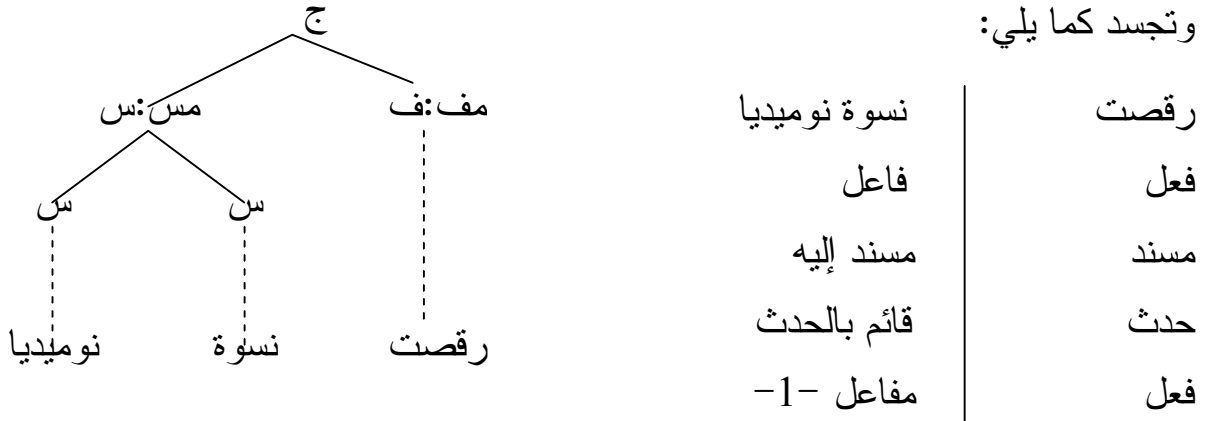 وتجسد كما يلي:
رقصت نسوة نوميديا
فعل فاعل
مسند مسند إليه
حدث قائم بالحدث
فعل مفاعل -1-
ج
مف:ف مس:س
س س
رقصت نسوة نوميديا